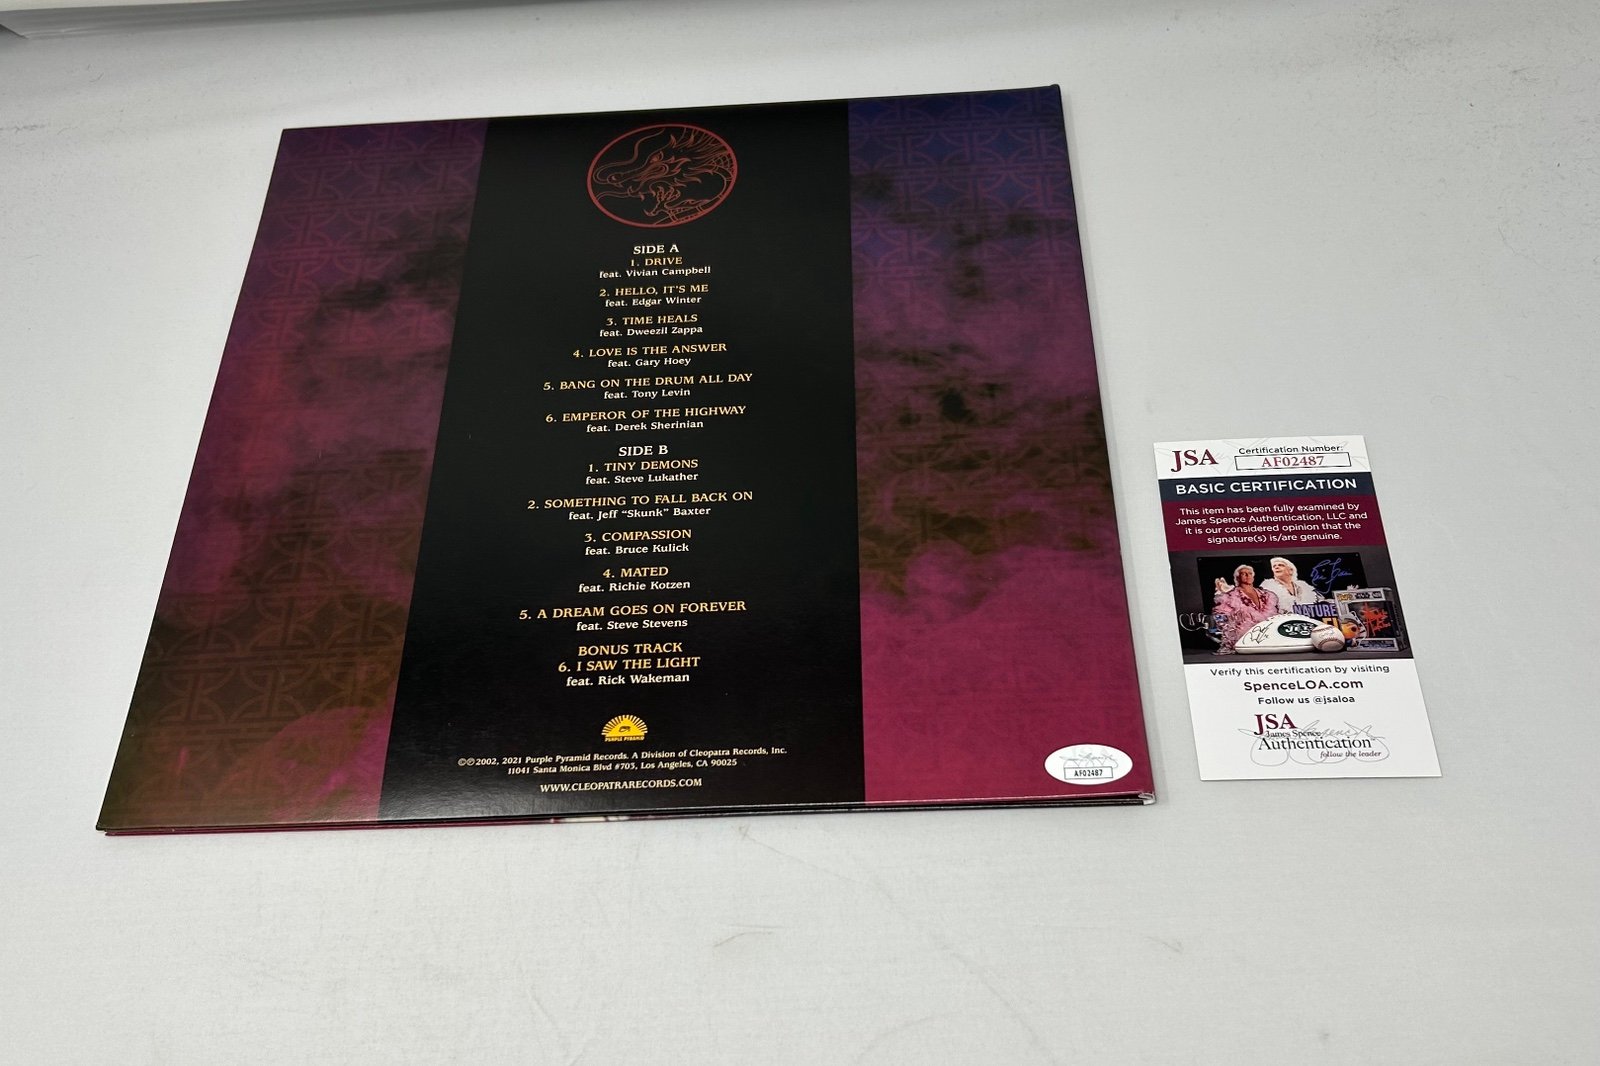 SIDE A
1. DRIVE
feat. Vivian Campbell
2. HELLO, IT'S ME
feat. Edgar Winter
3. TIME HEALS
feat. Dweezil Zappa
4. LOVE IS THE ANSWER
feat. Gary Hoey
5. BANG ON THE DRUM ALL DAY
feat. Tony Levin
6. EMPEROR OF THE HIGHWAY
feat. Derek Sherinian
SIDE B
1. TINY DEMONS
feat. Steve Lukather
2. SOMETHING TO FALL BACK ON
feat. Jeff "Skunk" Baxter
3. COMPASSION
feat. Bruce Kulick
4. MATED
feat. Richie Kotzen
5. A DREAM GOES ON FOREVER
feat. Steve Stevens
BONUS TRACK
6. I SAW THE LIGHT
feat. Rick Wakeman
PURPLE PYRAMID
©℗2002, 2021 Purple Pyramid Records. A Division of Cleopatra Records, Inc.
11041 Santa Monica Blvd #703, Los Angeles, CA 90025
WWW.CLEOPATRARECORDS.COM
AF02487
JSA
Certification Number:
AF02487
BASIC CERTIFICATION
This item has been fully examined by
James Spence Authentication, LLC and
it is our considered opinion that the
signature(s) is/are genuine.
NATURE
JETS
Verify this certification by visiting
SpenceLOA.com
Follow us @jsaloa
JSA
James Spence
Authentication
follow the leader